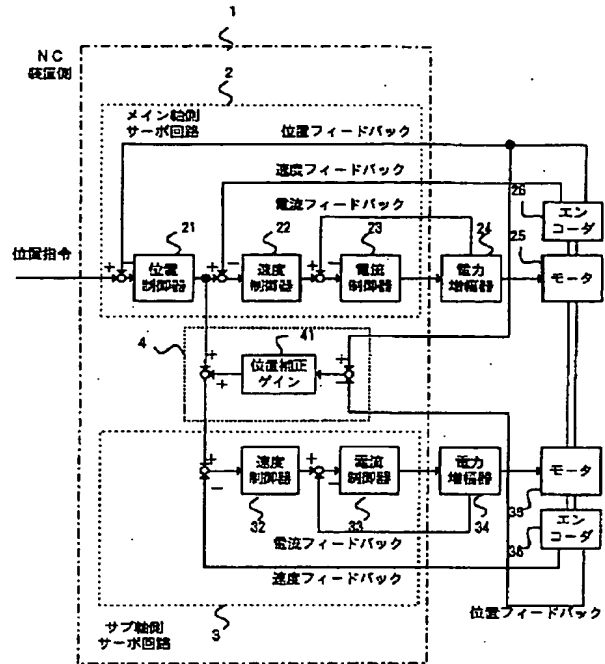 1
NC
装置側
2
メイン軸側
サーボ回路
位置フィードバック
速度フィードバック
電流フィードバック
26
エン
コーダ
25
21
22
23
24
位置指令
+
−
位置
制御器
+
−
速度
制御器
+
−
電流
制御器
電力
増幅器
モータ
4
41
+
+
位置補正
ゲイン
+
−
+
−
速度
制御器
+
−
電流
制御器
電力
増幅器
モータ
32
33
34
35
エン
コーダ
36
電流フィードバック
速度フィードバック
位置フィードバック
サブ軸側
サーボ回路
3